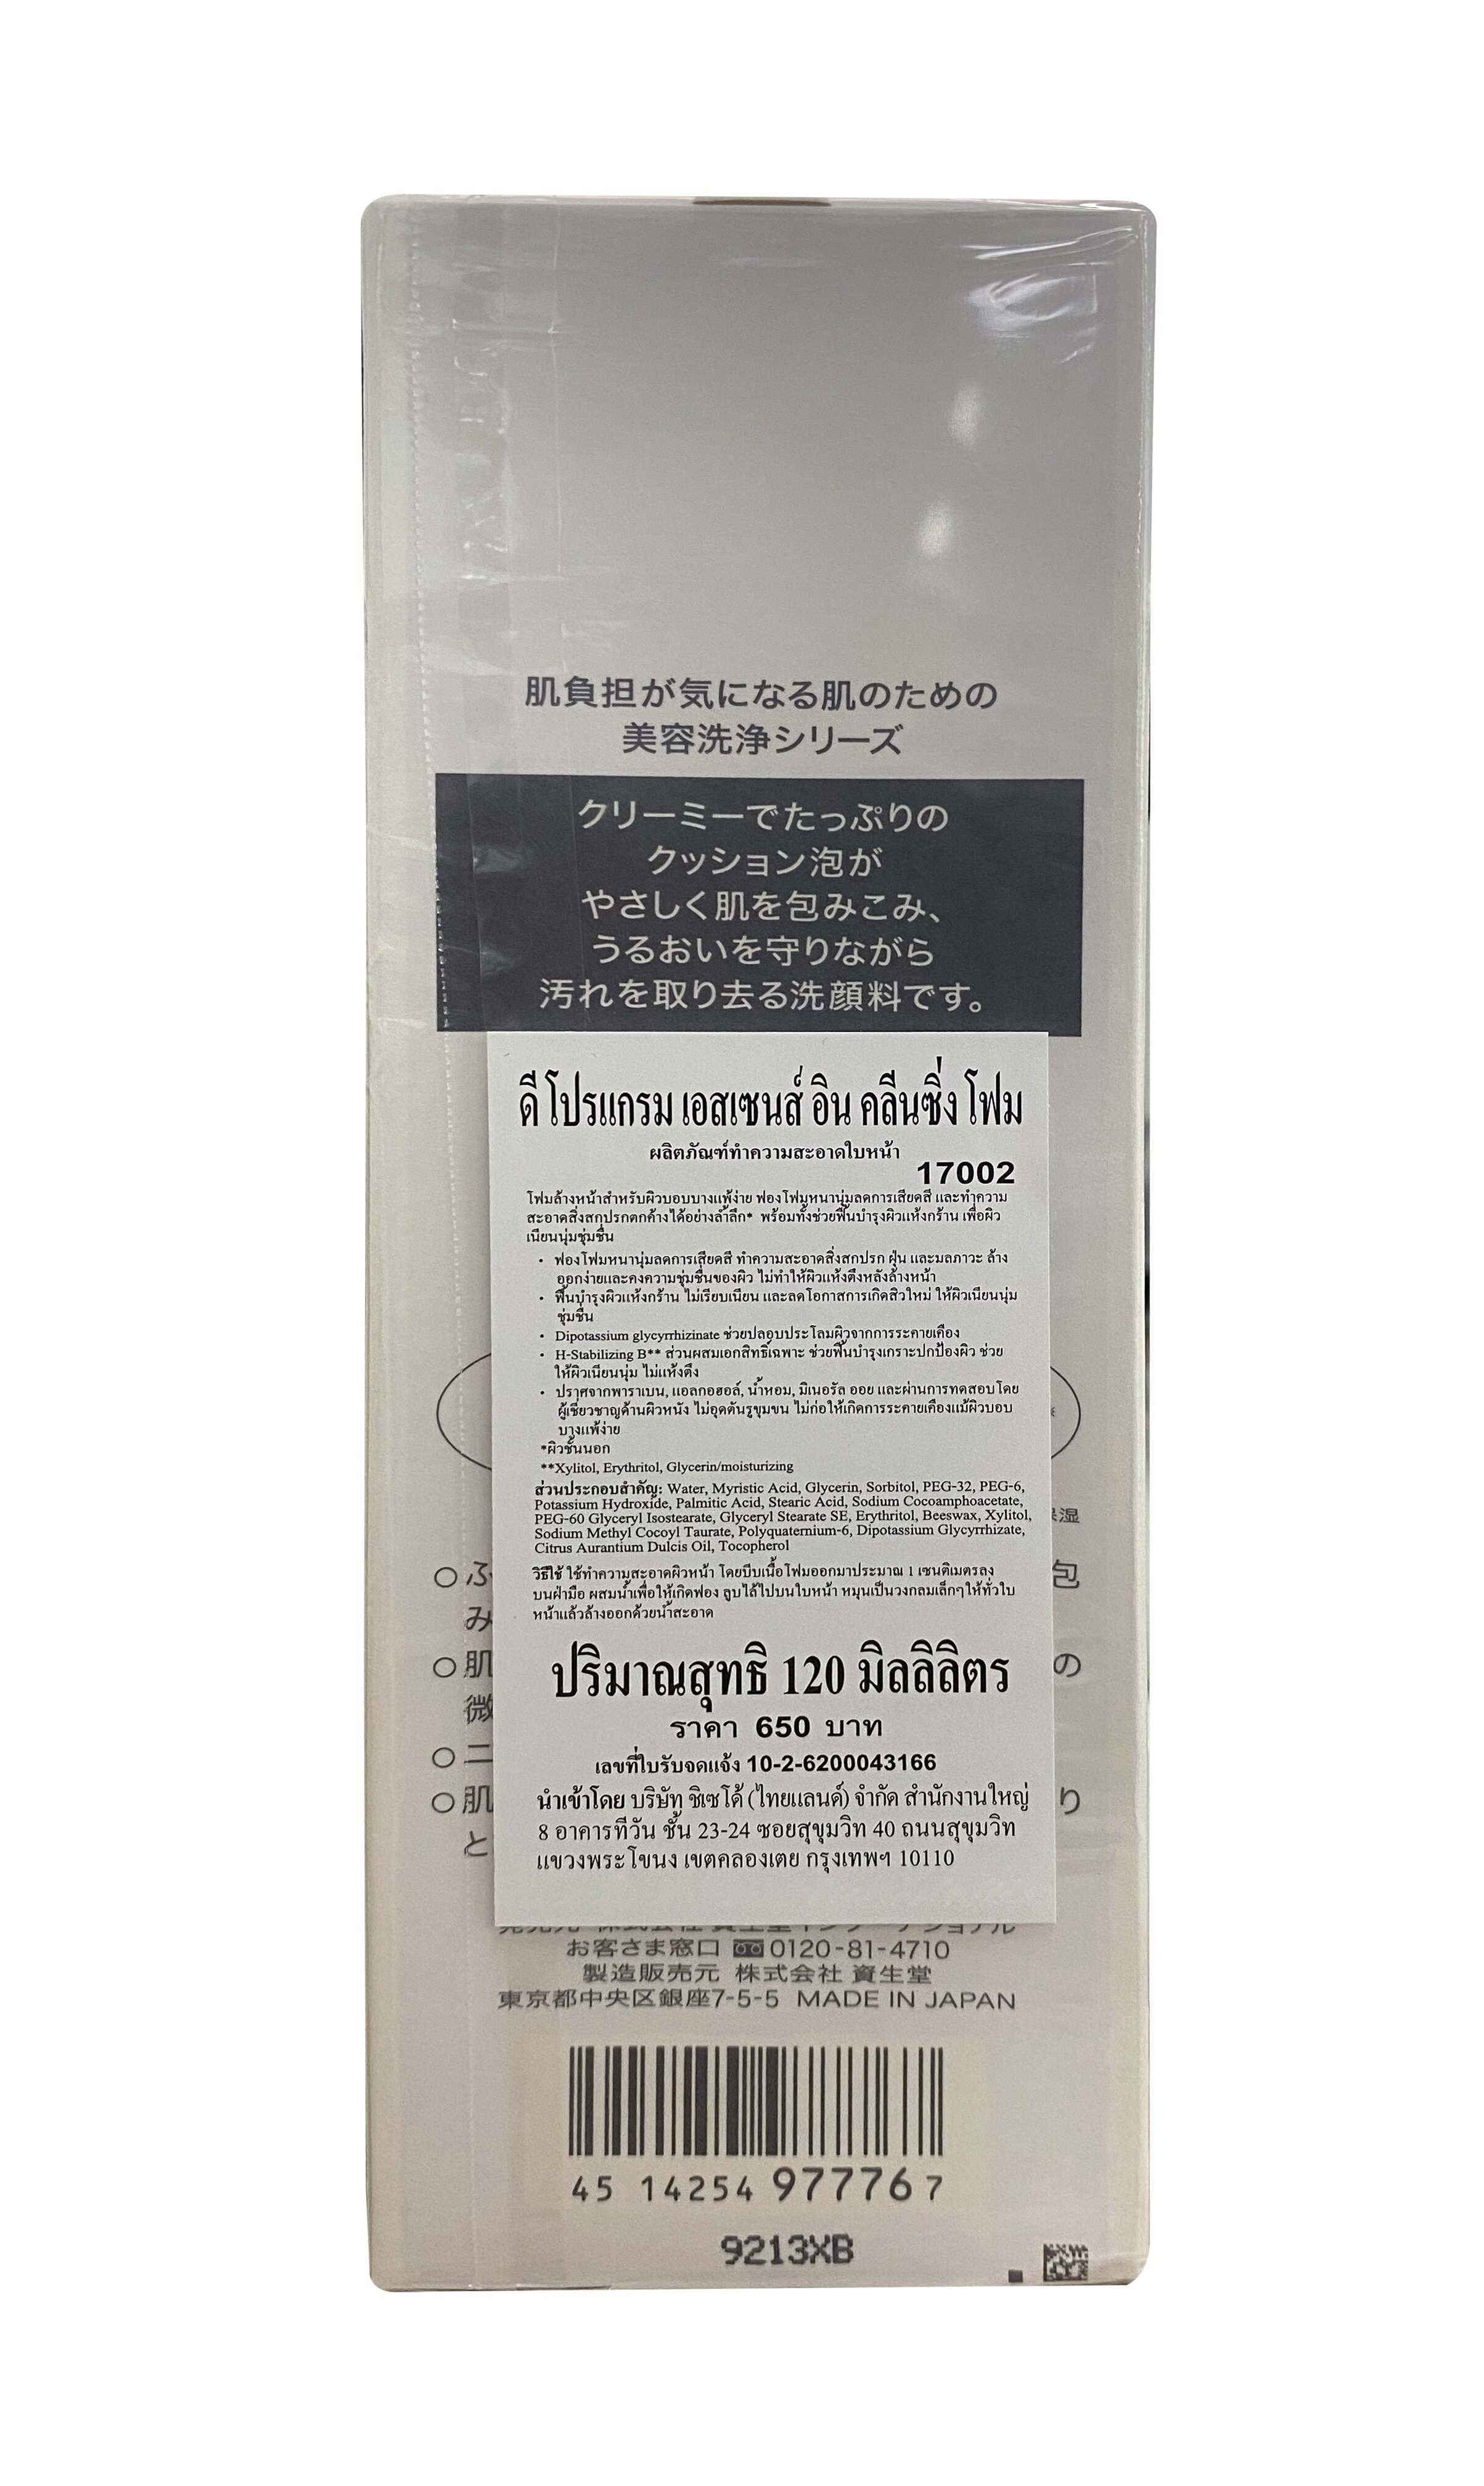 肌負担が気になる肌のための
美容洗浄シリーズ
クリーミーでたっぷりの
クッション泡が
やさしく肌を包みこみ、
うるおいを守りながら
汚れを取り去る洗顔料です。
ดี โปรแกรม เอสเซนส์ อิน คลีนซิ่ง โฟม
ผลิตภัณฑ์ทำความสะอาดใบหน้า
17002
โฟมล้างหน้าสำหรับผิวบอบบางแพ้ง่าย ฟองโฟมหนานุ่มลดการเสียดสี และทำความ
สะอาดสิ่งสกปรกตกค้างได้อย่างล้ำลึก* พร้อมทั้งช่วยฟื้นบำรุงผิวแห้งกร้าน เพื่อผิว
เนียนนุ่มชุ่มชื่น
• ฟองโฟมหนานุ่มลดการเสียดสี ทำความสะอาดสิ่งสกปรก ฝุ่น และมลภาวะ ล้าง
ออกง่ายและคงความชุ่มชื่นของผิว ไม่ทำให้ผิวแห้งตึงหลังล้างหน้า
• ฟื้นบำรุงผิวแห้งกร้าน ไม่เรียบเนียน และลดโอกาสการเกิดสิวใหม่ ให้ผิวเนียนนุ่ม
ชุ่มชื่น
• Dipotassium glycyrrhizinate ช่วยปลอบประโลมผิวจากการระคายเคือง
• H-Stabilizing B** ส่วนผสมเอกสิทธิ์เฉพาะ ช่วยฟื้นบำรุงเกราะปกป้องผิว ช่วย
ให้ผิวเนียนนุ่ม ไม่แห้งตึง
• ปราศจากพาราเบน, แอลกอฮอล์, น้ำหอม, มิเนอรัล ออย และผ่านการทดสอบโดย
ผู้เชี่ยวชาญด้านผิวหนัง ไม่อุดตันรูขุมขน ไม่ก่อให้เกิดการระคายเคืองแม้ผิวบอบ
บางแพ้ง่าย
*ผิวชั้นนอก
**Xylitol, Erythritol, Glycerin/moisturizing
ส่วนประกอบสำคัญ: Water, Myristic Acid, Glycerin, Sorbitol, PEG-32, PEG-6,
Potassium Hydroxide, Palmitic Acid, Stearic Acid, Sodium Cocoamphoacetate,
PEG-60 Glyceryl Isostearate, Glyceryl Stearate SE, Erythritol, Beeswax, Xylitol,
Sodium Methyl Cocoyl Taurate, Polyquaternium-6, Dipotassium Glycyrrhizate,
Citrus Aurantium Dulcis Oil, Tocopherol
วิธีใช้ ใช้ทำความสะอาดผิวหน้า โดยบีบเนื้อโฟมออกมาประมาณ 1 เซนติเมตรลง
บนฝ่ามือ ผสมน้ำเพื่อให้เกิดฟอง ลูบไล้ไปบนใบหน้า หมุนเป็นวงกลมเล็กๆให้ทั่วใบ
หน้าแล้วล้างออกด้วยน้ำสะอาด
ปริมาณสุทธิ 120 มิลลิลิตร
ราคา 650 บาท
เลขที่ใบรับจดแจ้ง 10-2-6200043166
นำเข้าโดย บริษัท ชิเซโด้ (ไทยแลนด์) จำกัด สำนักงานใหญ่
8 อาคารทีวัน ชั้น 23-24 ซอยสุขุมวิท 40 ถนนสุขุมวิท
แขวงพระโขนง เขตคลองเตย กรุงเทพฯ 10110
湿
○ふ 包
み
○肌 の
微
○ニ
○肌 り
と
お客さま窓口 0120-81-4710
製造販売元 株式会社 資生堂
東京都中央区銀座7-5-5 MADE IN JAPAN
45 14254 97776 7
9213XB